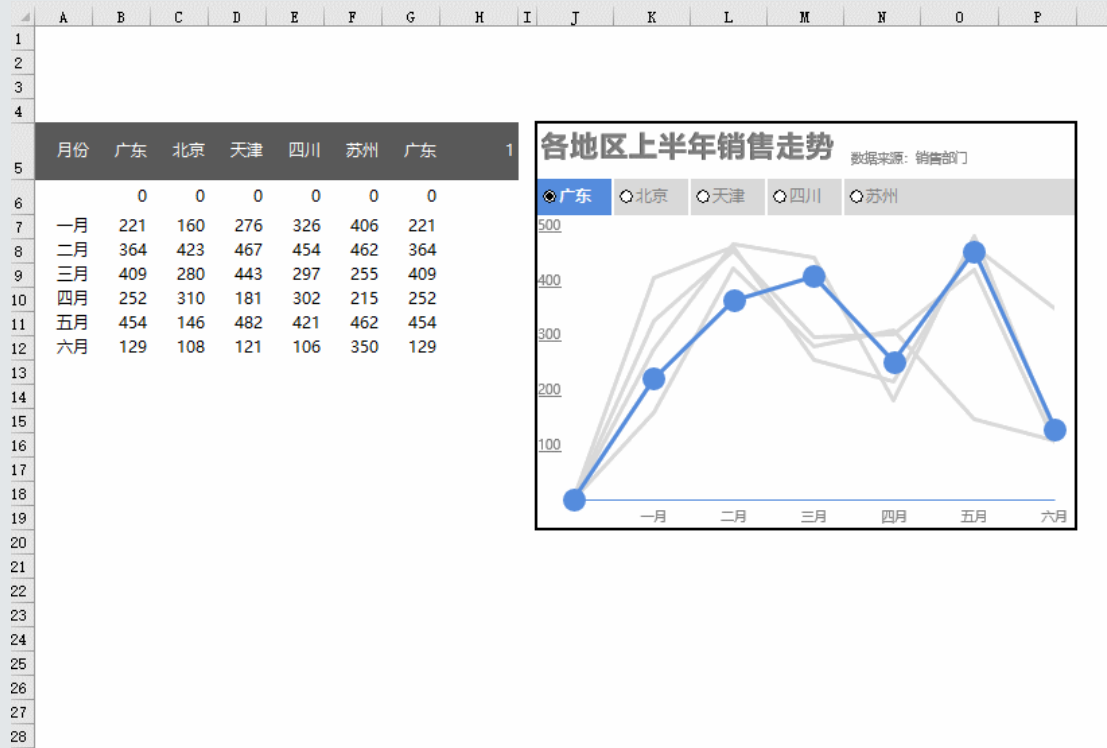 A B C D E F G H I J K L M N O P
1
2
3
4
5 月份 广东 北京 天津 四川 苏州 广东 1
6 0 0 0 0 0 0
7 一月 221 160 276 326 406 221
8 二月 364 423 467 454 462 364
9 三月 409 280 443 297 255 409
10 四月 252 310 181 302 215 252
11 五月 454 146 482 421 462 454
12 六月 129 108 121 106 350 129
13
14
15
16
17
18
19
20
21
22
23
24
25
26
27
28
各地区上半年销售走势 数据来源：销售部门
广东 北京 天津 四川 苏州
500
400
300
200
100
一月 二月 三月 四月 五月 六月